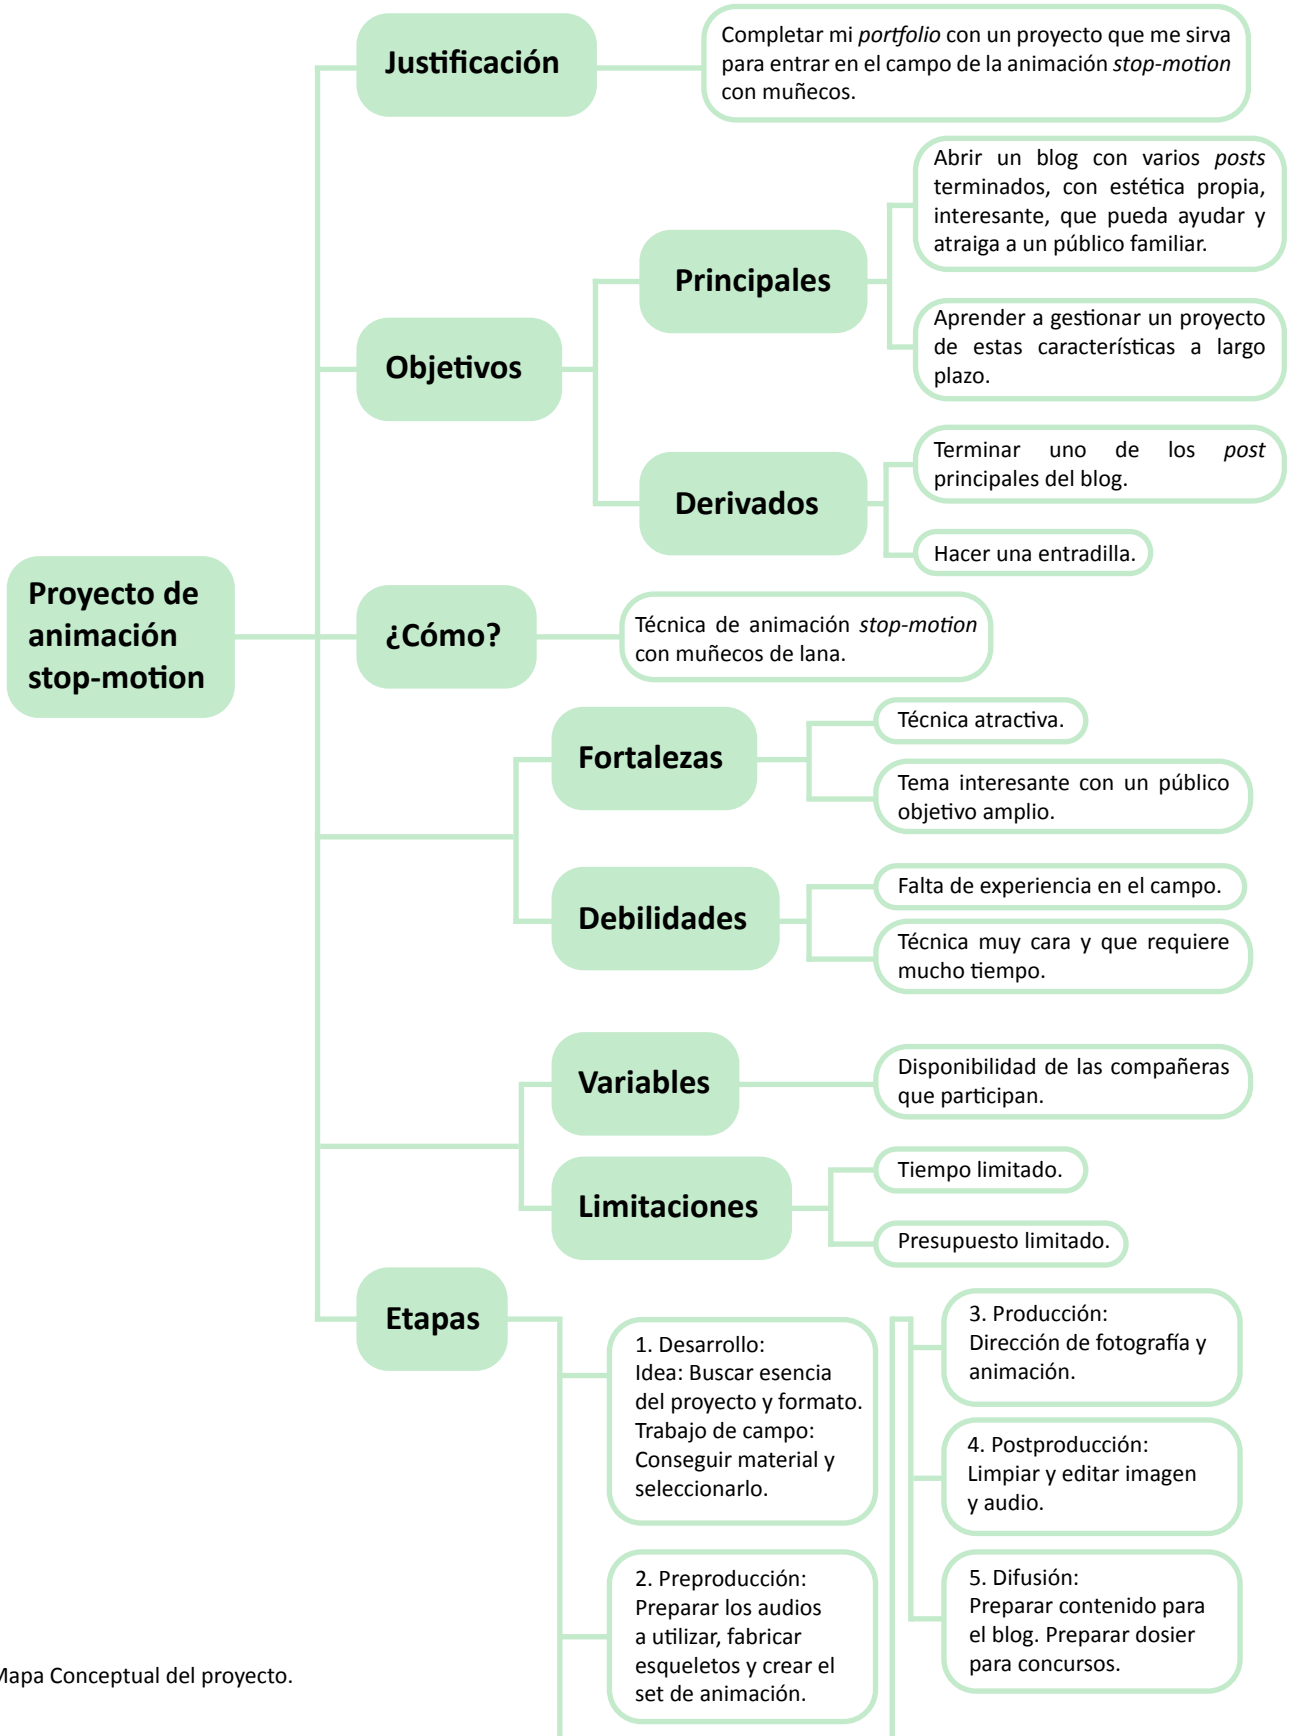 Justificación
Completar mi portfolio con un proyecto que me sirva
para entrar en el campo de la animación stop-motion
con muñecos.
Abrir un blog con varios posts
terminados, con estética propia,
interesante, que pueda ayudar y
atraiga a un público familiar.
Principales
Aprender a gestionar un proyecto
de estas características a largo
plazo.
Objetivos
Terminar uno de los post
principales del blog.
Derivados
Hacer una entradilla.
Proyecto de
animación
stop-motion
¿Cómo?
Técnica de animación stop-motion
con muñecos de lana.
Fortalezas
Técnica atractiva.
Tema interesante con un público
objetivo amplio.
Debilidades
Falta de experiencia en el campo.
Técnica muy cara y que requiere
mucho tiempo.
Variables
Disponibilidad de las compañeras
que participan.
Limitaciones
Tiempo limitado.
Presupuesto limitado.
Etapas
1. Desarrollo:
Idea: Buscar esencia
del proyecto y formato.
Trabajo de campo:
Conseguir material y
seleccionarlo.
2. Preproducción:
Preparar los audios
a utilizar, fabricar
esqueletos y crear el
set de animación.
3. Producción:
Dirección de fotografía y
animación.
4. Postproducción:
Limpiar y editar imagen
y audio.
5. Difusión:
Preparar contenido para
el blog. Preparar dosier
para concursos.
Mapa Conceptual del proyecto.